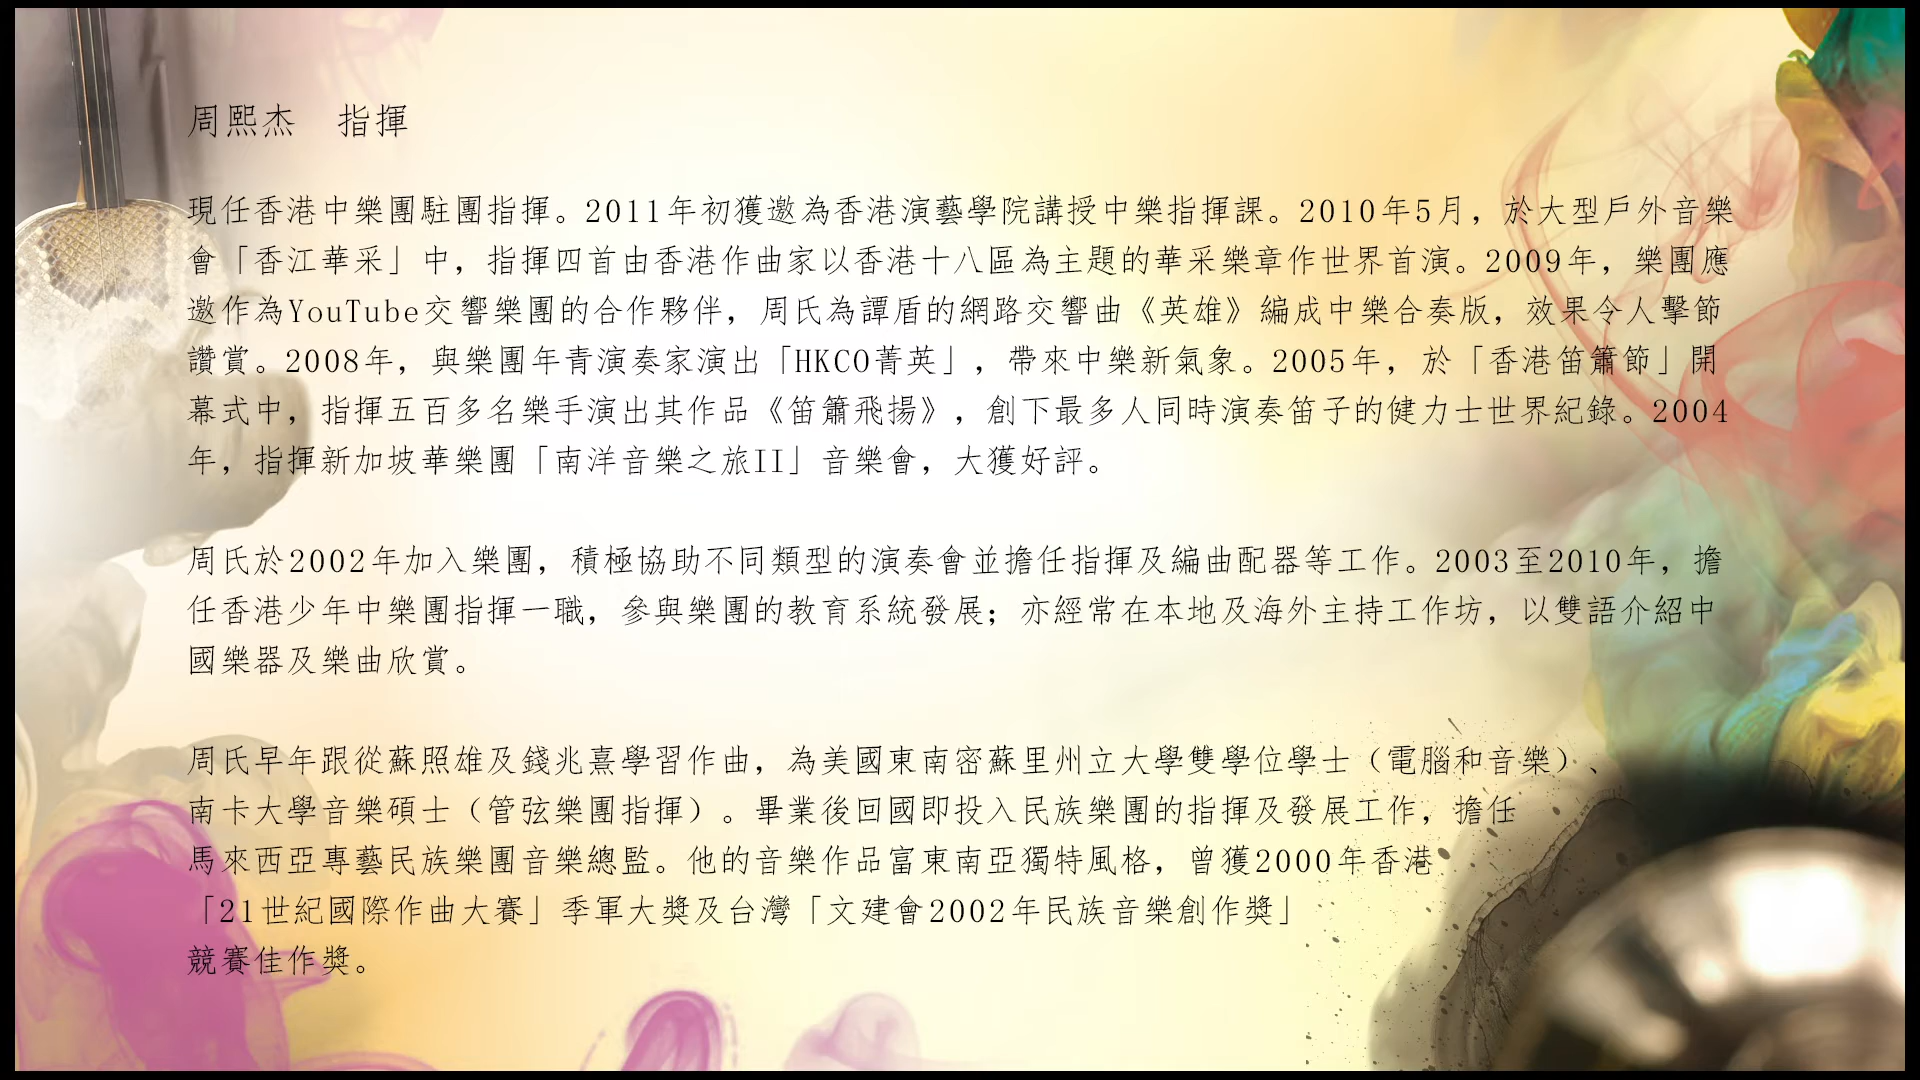 周熙杰　指揮
現任香港中樂團駐團指揮。2011年初獲邀為香港演藝學院講授中樂指揮課。2010年5月，於大型戶外音樂
會「香江華采」中，指揮四首由香港作曲家以香港十八區為主題的華采樂章作世界首演。2009年，樂團應
邀作為YouTube交響樂團的合作夥伴，周氏為譚盾的網路交響曲《英雄》編成中樂合奏版，效果令人擊節
讚賞。2008年，與樂團年青演奏家演出「HKCO菁英」，帶來中樂新氣象。2005年，於「香港笛簫節」開
幕式中，指揮五百多名樂手演出其作品《笛簫飛揚》，創下最多人同時演奏笛子的健力士世界紀錄。2004
年，指揮新加坡華樂團「南洋音樂之旅II」音樂會，大獲好評。
周氏於2002年加入樂團，積極協助不同類型的演奏會並擔任指揮及編曲配器等工作。2003至2010年，擔
任香港少年中樂團指揮一職，參與樂團的教育系統發展；亦經常在本地及海外主持工作坊，以雙語介紹中
國樂器及樂曲欣賞。
周氏早年跟從蘇照雄及錢兆熹學習作曲，為美國東南密蘇里州立大學雙學位學士（電腦和音樂）、
南卡大學音樂碩士（管弦樂團指揮）。畢業後回國即投入民族樂團的指揮及發展工作，擔任
馬來西亞專藝民族樂團音樂總監。他的音樂作品富東南亞獨特風格，曾獲2000年香港
「21世紀國際作曲大賽」季軍大獎及台灣「文建會2002年民族音樂創作獎」
競賽佳作獎。